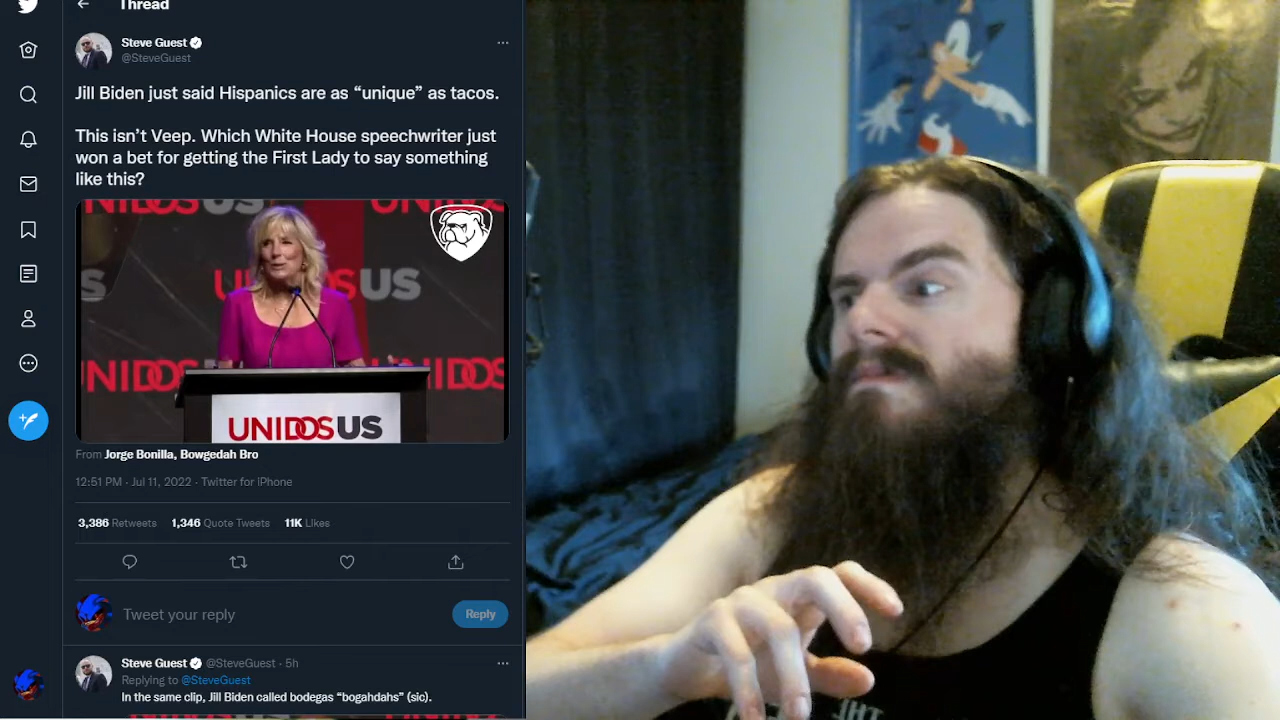 Thread
Steve Guest
@SteveGuest
Jill Biden just said Hispanics are as “unique” as tacos.
This isn’t Veep. Which White House speechwriter just
won a bet for getting the First Lady to say something
like this?
UNIDOSUS
UNIDOSUS
UNIDOS
UNIDOSUS
From Jorge Bonilla, Bowgedah Bro
12:51 PM · Jul 11, 2022 · Twitter for iPhone
3,386 Retweets 1,346 Quote Tweets 11K Likes
Tweet your reply
Reply
Steve Guest @SteveGuest · 5h
Replying to @SteveGuest
In the same clip, Jill Biden called bodegas “bogahdahs” (sic).